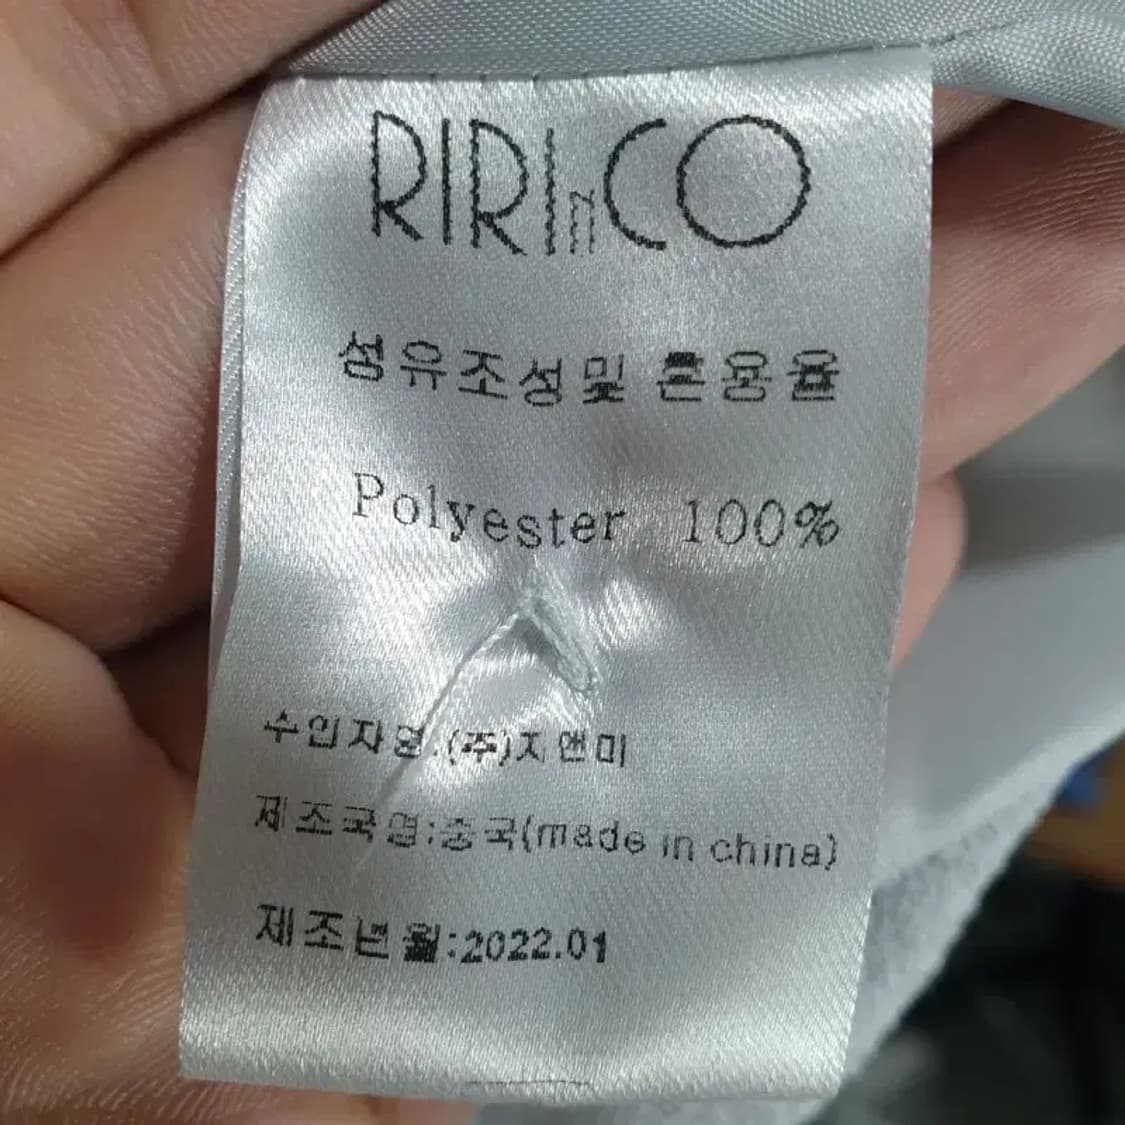 RIRInCO
섬유조성및 혼용율
Polyester 100%
수입자명:(주)지앤미
제조국명:중국(made in china)
제조년월:2022.01